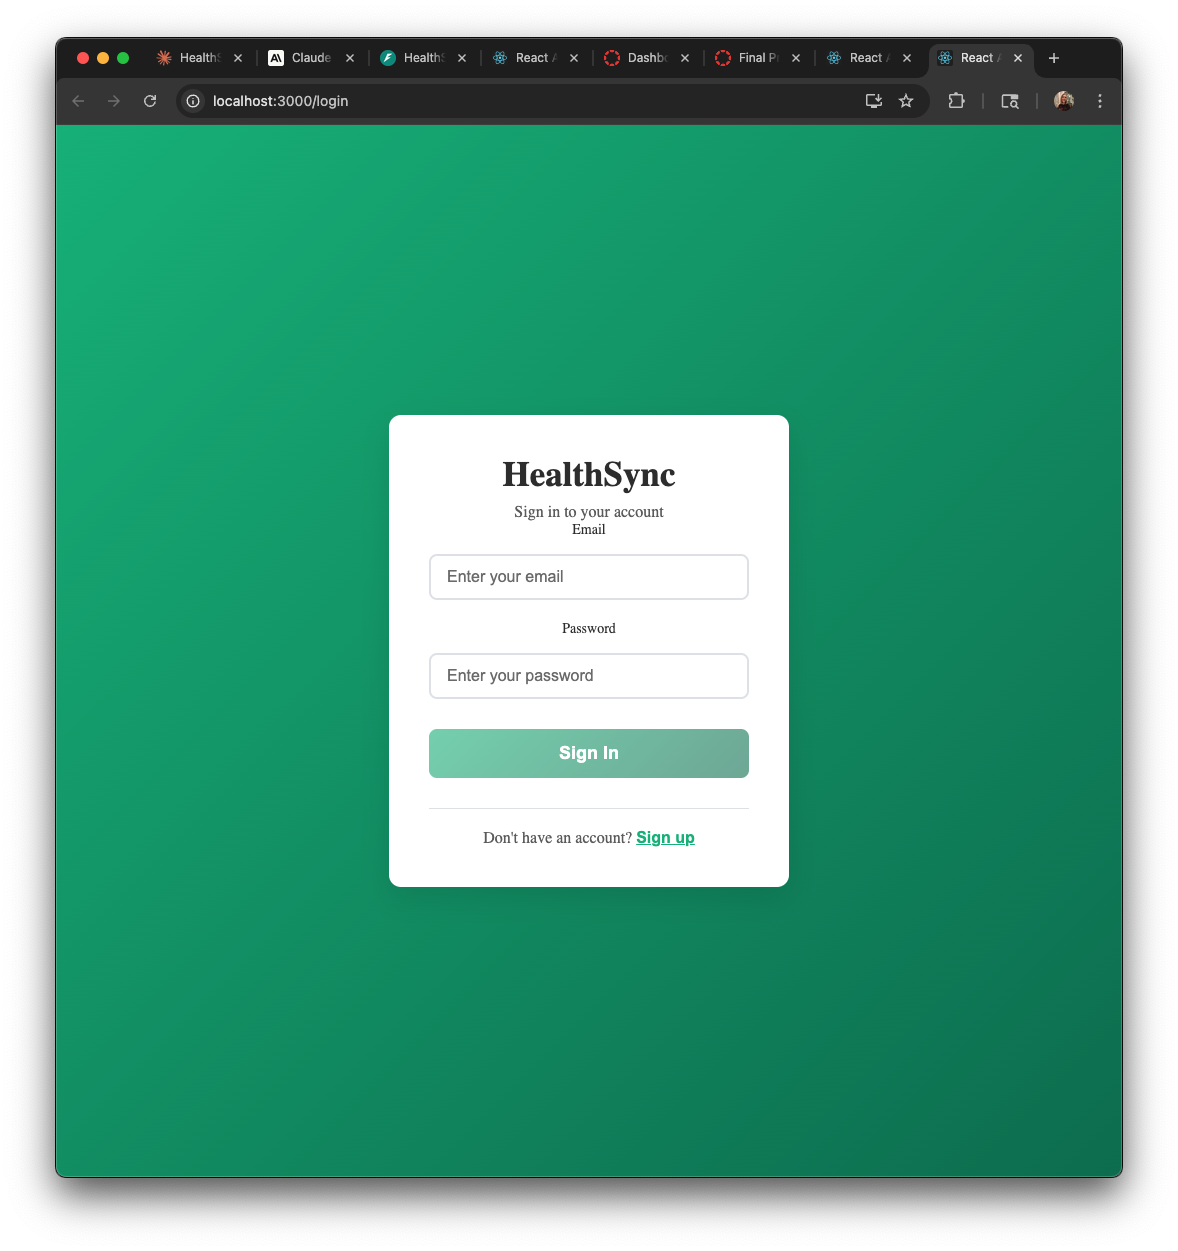 HealthS
Claude
HealthS
React A
Dashbo
Final Pr
React A
React A
localhost:3000/login
HealthSync
Sign in to your account
Email
Enter your email
Password
Enter your password
Sign In
Don't have an account? Sign up